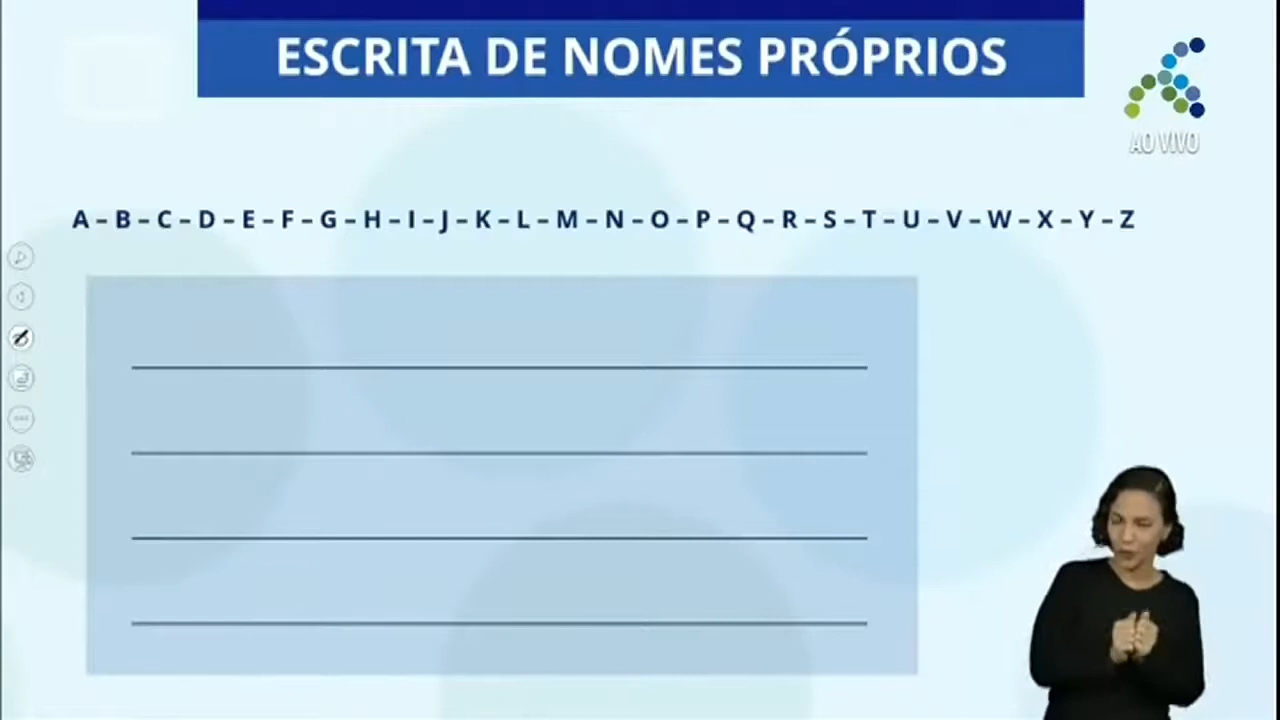 ESCRITA DE NOMES PRÓPRIOS
AO VIVO
A – B – C – D – E – F – G – H – I – J – K – L – M – N – O – P – Q – R – S – T – U – V – W – X – Y – Z